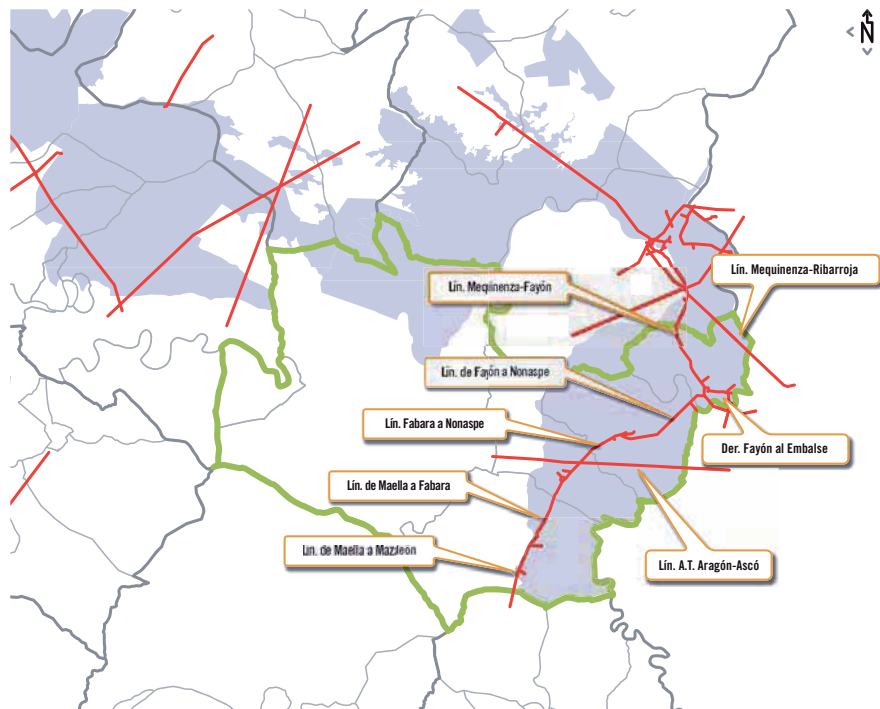 N
Lín. Mequinenza-Ribarroja
Lín. Mequinenza-Fayón
Lín. de Fayón a Nonaspe
Lín. Fabara a Nonaspe
Der. Fayón al Embalse
Lín. de Maella a Fabara
Lín. de Maella a Mazaleón
Lín. A.T. Aragón-Ascó